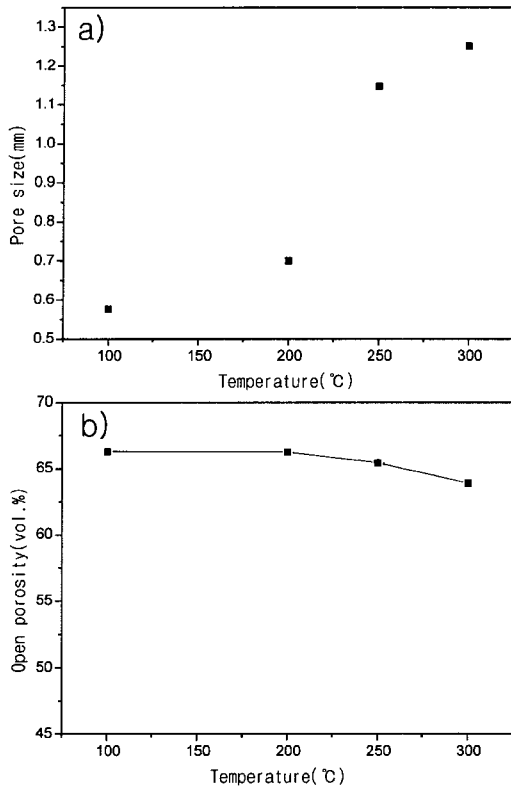 a)
1.3
1.2
1.1
1.0
0.9
0.8
0.7
0.6
0.5
Pore size(mm)
100 150 200 250 300
Temperature(℃)
b)
70
65
60
55
50
45
Open porosity(vol.%)
100 150 200 250 300
Temperature(℃)